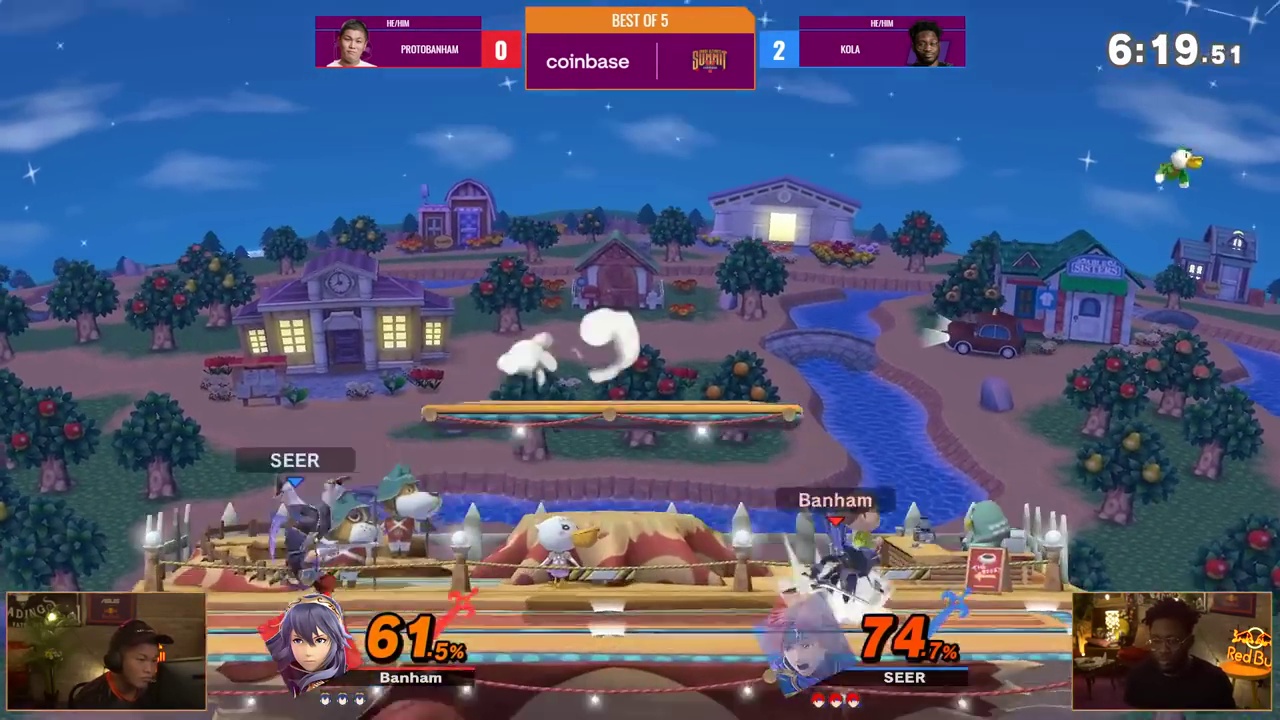 HE/HIM
PROTOBANHAM
0
BEST OF 5
coinbase
SUMMIT
2
HE/HIM
KOLA
6:19.51
SISTERS
SEER
Banham
61.5%
Banham
74.7%
SEER
Red Bu